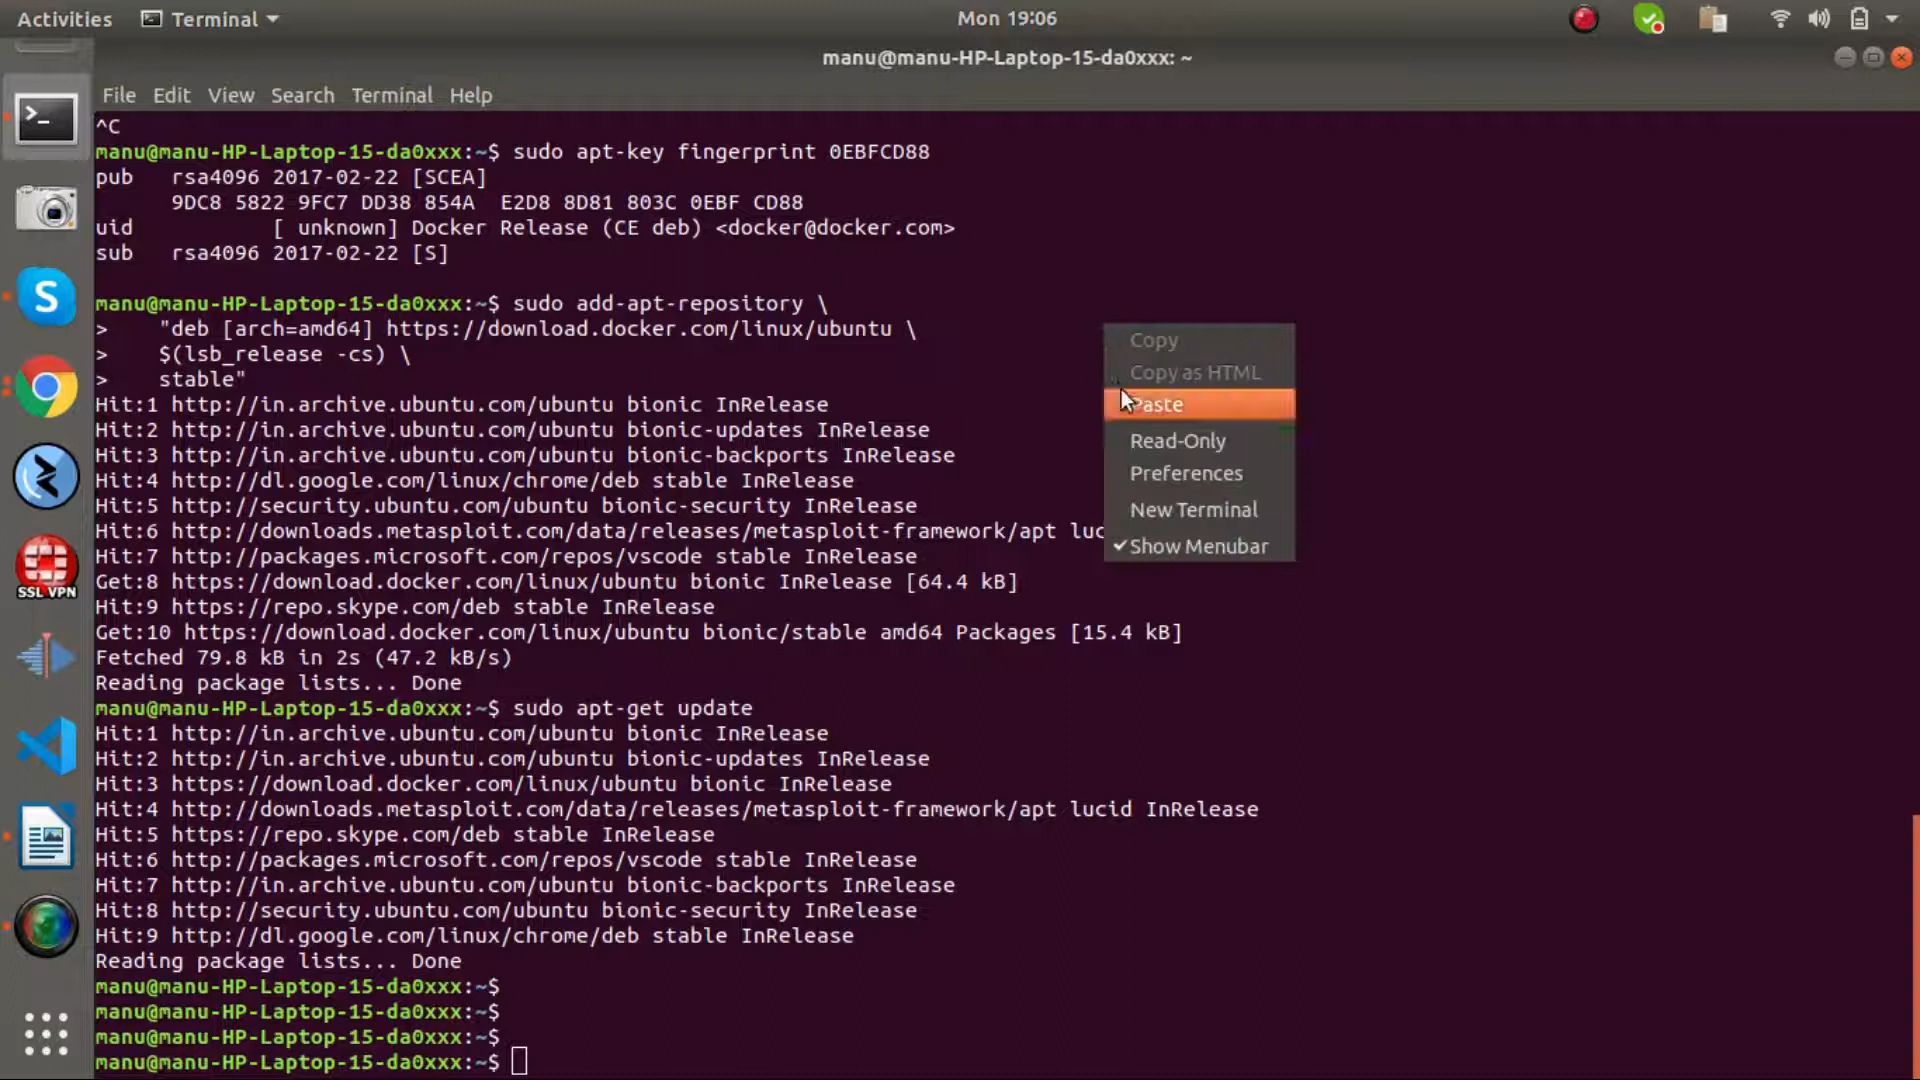 Activities Terminal Mon 19:06
manu@manu-HP-Laptop-15-da0xxx: ~
File Edit View Search Terminal Help
^C
manu@manu-HP-Laptop-15-da0xxx:~$ sudo apt-key fingerprint 0EBFCD88
pub   rsa4096 2017-02-22 [SCEA]
      9DC8 5822 9FC7 DD38 854A  E2D8 8D81 803C 0EBF CD88
uid           [ unknown] Docker Release (CE deb) <docker@docker.com>
sub   rsa4096 2017-02-22 [S]
manu@manu-HP-Laptop-15-da0xxx:~$ sudo add-apt-repository \
>    "deb [arch=amd64] https://download.docker.com/linux/ubuntu \
>    $(lsb_release -cs) \
>    stable"
Hit:1 http://in.archive.ubuntu.com/ubuntu bionic InRelease
Hit:2 http://in.archive.ubuntu.com/ubuntu bionic-updates InRelease
Hit:3 http://in.archive.ubuntu.com/ubuntu bionic-backports InRelease
Hit:4 http://dl.google.com/linux/chrome/deb stable InRelease
Hit:5 http://security.ubuntu.com/ubuntu bionic-security InRelease
Hit:6 http://downloads.metasploit.com/data/releases/metasploit-framework/apt luc
Hit:7 http://packages.microsoft.com/repos/vscode stable InRelease
Get:8 https://download.docker.com/linux/ubuntu bionic InRelease [64.4 kB]
Hit:9 https://repo.skype.com/deb stable InRelease
Get:10 https://download.docker.com/linux/ubuntu bionic/stable amd64 Packages [15.4 kB]
Fetched 79.8 kB in 2s (47.2 kB/s)
Reading package lists... Done
manu@manu-HP-Laptop-15-da0xxx:~$ sudo apt-get update
Hit:1 http://in.archive.ubuntu.com/ubuntu bionic InRelease
Hit:2 http://in.archive.ubuntu.com/ubuntu bionic-updates InRelease
Hit:3 https://download.docker.com/linux/ubuntu bionic InRelease
Hit:4 http://downloads.metasploit.com/data/releases/metasploit-framework/apt lucid InRelease
Hit:5 https://repo.skype.com/deb stable InRelease
Hit:6 http://packages.microsoft.com/repos/vscode stable InRelease
Hit:7 http://in.archive.ubuntu.com/ubuntu bionic-backports InRelease
Hit:8 http://security.ubuntu.com/ubuntu bionic-security InRelease
Hit:9 http://dl.google.com/linux/chrome/deb stable InRelease
Reading package lists... Done
manu@manu-HP-Laptop-15-da0xxx:~$
manu@manu-HP-Laptop-15-da0xxx:~$
manu@manu-HP-Laptop-15-da0xxx:~$
manu@manu-HP-Laptop-15-da0xxx:~$
Copy
Copy as HTML
Paste
Read-Only
Preferences
New Terminal
Show Menubar
SSL VPN